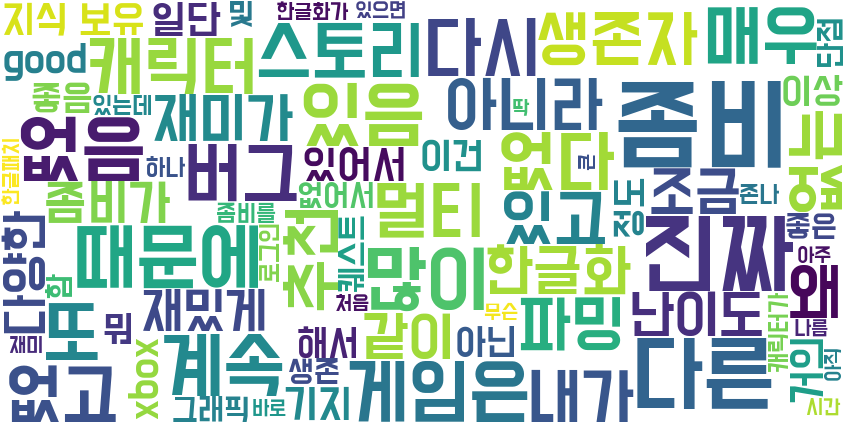 지식 보유
일단
및
한글화가
있으면
good
캐릭터
스토리
다시
생존자
매우
단점
좋음
있는데
재미가
있음
아니라
딱
좀비
이상
한글패치
없음
하나
버그
있어서
이건
없다
큰
없는
좀비가
좀비를
없어서
멀티
있고
정도
조금
존나
좋은
다양한
때문에
로그인
추천
퀘스트
많이
한글화
진짜
왜
아주
함
또
뭐
재밌게
처음
같이
무슨
파밍
난이도
캐릭터가
나름
재미
해서
아닌
거의
아직
없고
xbox
계속
생존
그래픽
바로
기지
게임은
내가
다른
시간